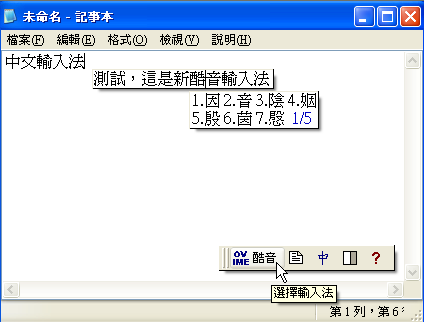 未命名 - 記事本
檔案(F) 編輯(E) 格式(O) 檢視(V) 說明(H)
中文輸入法
測試，這是新酷音輸入法
1.因 2.音 3.陰 4.姻
5.殷 6.茵 7.慇 1/5
OV IME 酷音 中 ?
選擇輸入法
第 1 列，第 6